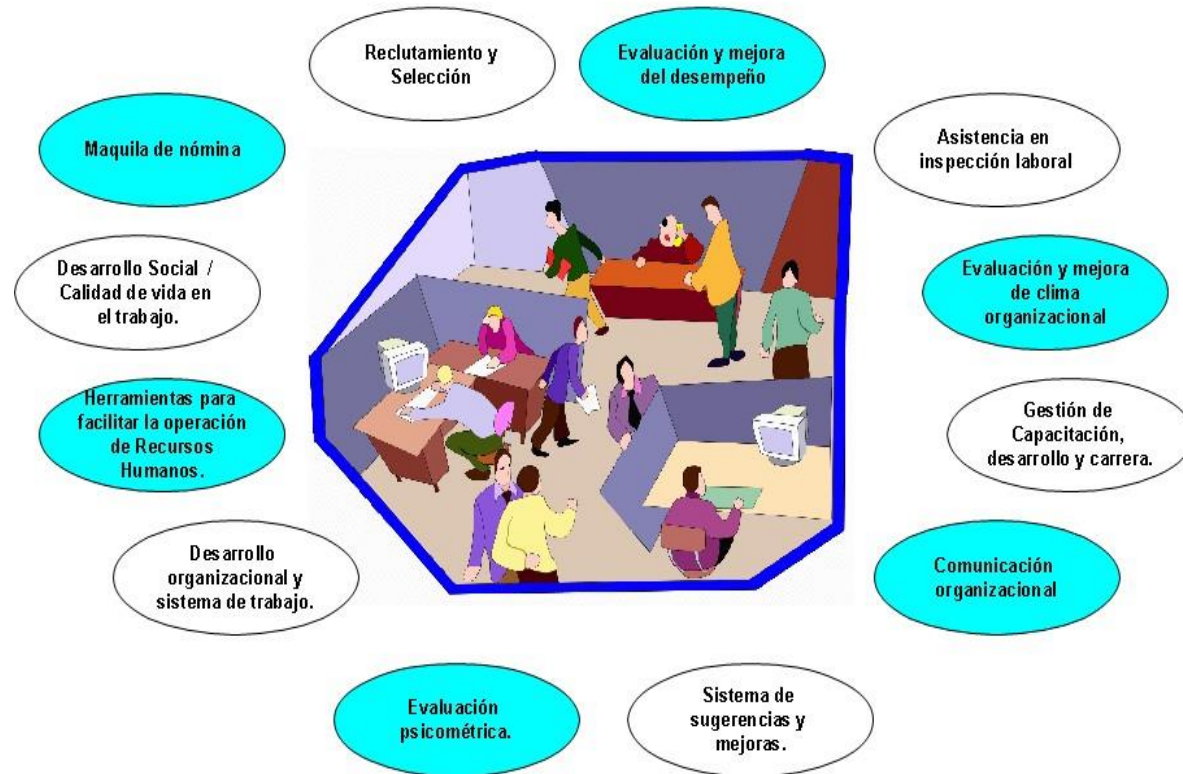 Reclutamiento y
Selección
Evaluación y mejora
del desempeño
Maquila de nómina
Asistencia en
inspección laboral
Desarrollo Social /
Calidad de vida en
el trabajo.
Evaluación y mejora
de clima
organizacional
Herramientas para
facilitar la operación
de Recursos
Humanos.
Gestión de
Capacitación,
desarrollo y carrera.
Desarrollo
organizacional y
sistema de trabajo.
Comunicación
organizacional
Evaluación
psicométrica.
Sistema de
sugerencias y
mejoras.